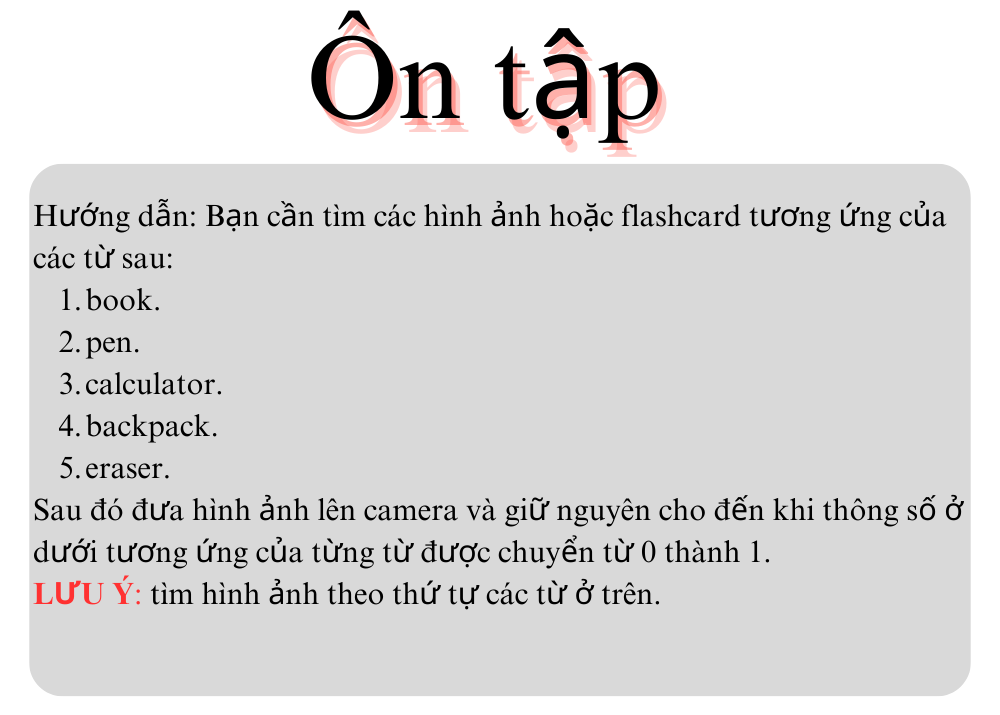 Ôn tập
Hướng dẫn: Bạn cần tìm các hình ảnh hoặc flashcard tương ứng của
các từ sau:
1. book.
2. pen.
3. calculator.
4. backpack.
5. eraser.
Sau đó đưa hình ảnh lên camera và giữ nguyên cho đến khi thông số ở
dưới tương ứng của từng từ được chuyển từ 0 thành 1.
LƯU Ý: tìm hình ảnh theo thứ tự các từ ở trên.